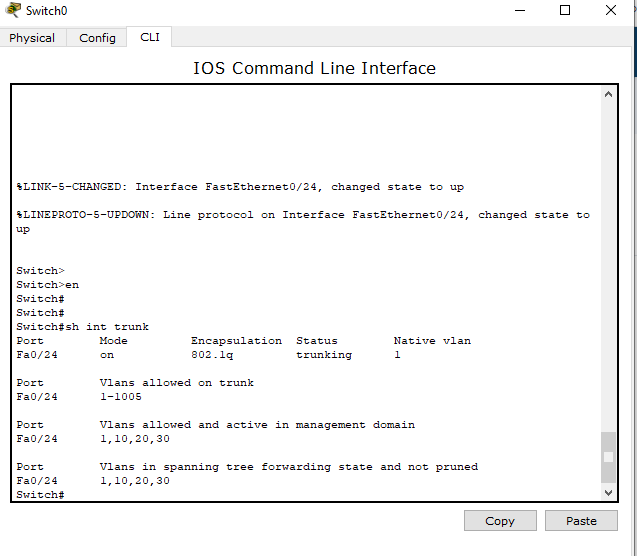 Switch0
Physical Config CLI
IOS Command Line Interface
%LINK-5-CHANGED: Interface FastEthernet0/24, changed state to up
%LINEPROTO-5-UPDOWN: Line protocol on Interface FastEthernet0/24, changed state to
up
Switch>
Switch>en
Switch#
Switch#
Switch#sh int trunk
Port        Mode         Encapsulation  Status        Native vlan
Fa0/24      on           802.1q         trunking      1
Port        Vlans allowed on trunk
Fa0/24      1-1005
Port        Vlans allowed and active in management domain
Fa0/24      1,10,20,30
Port        Vlans in spanning tree forwarding state and not pruned
Fa0/24      1,10,20,30
Switch#
Copy Paste